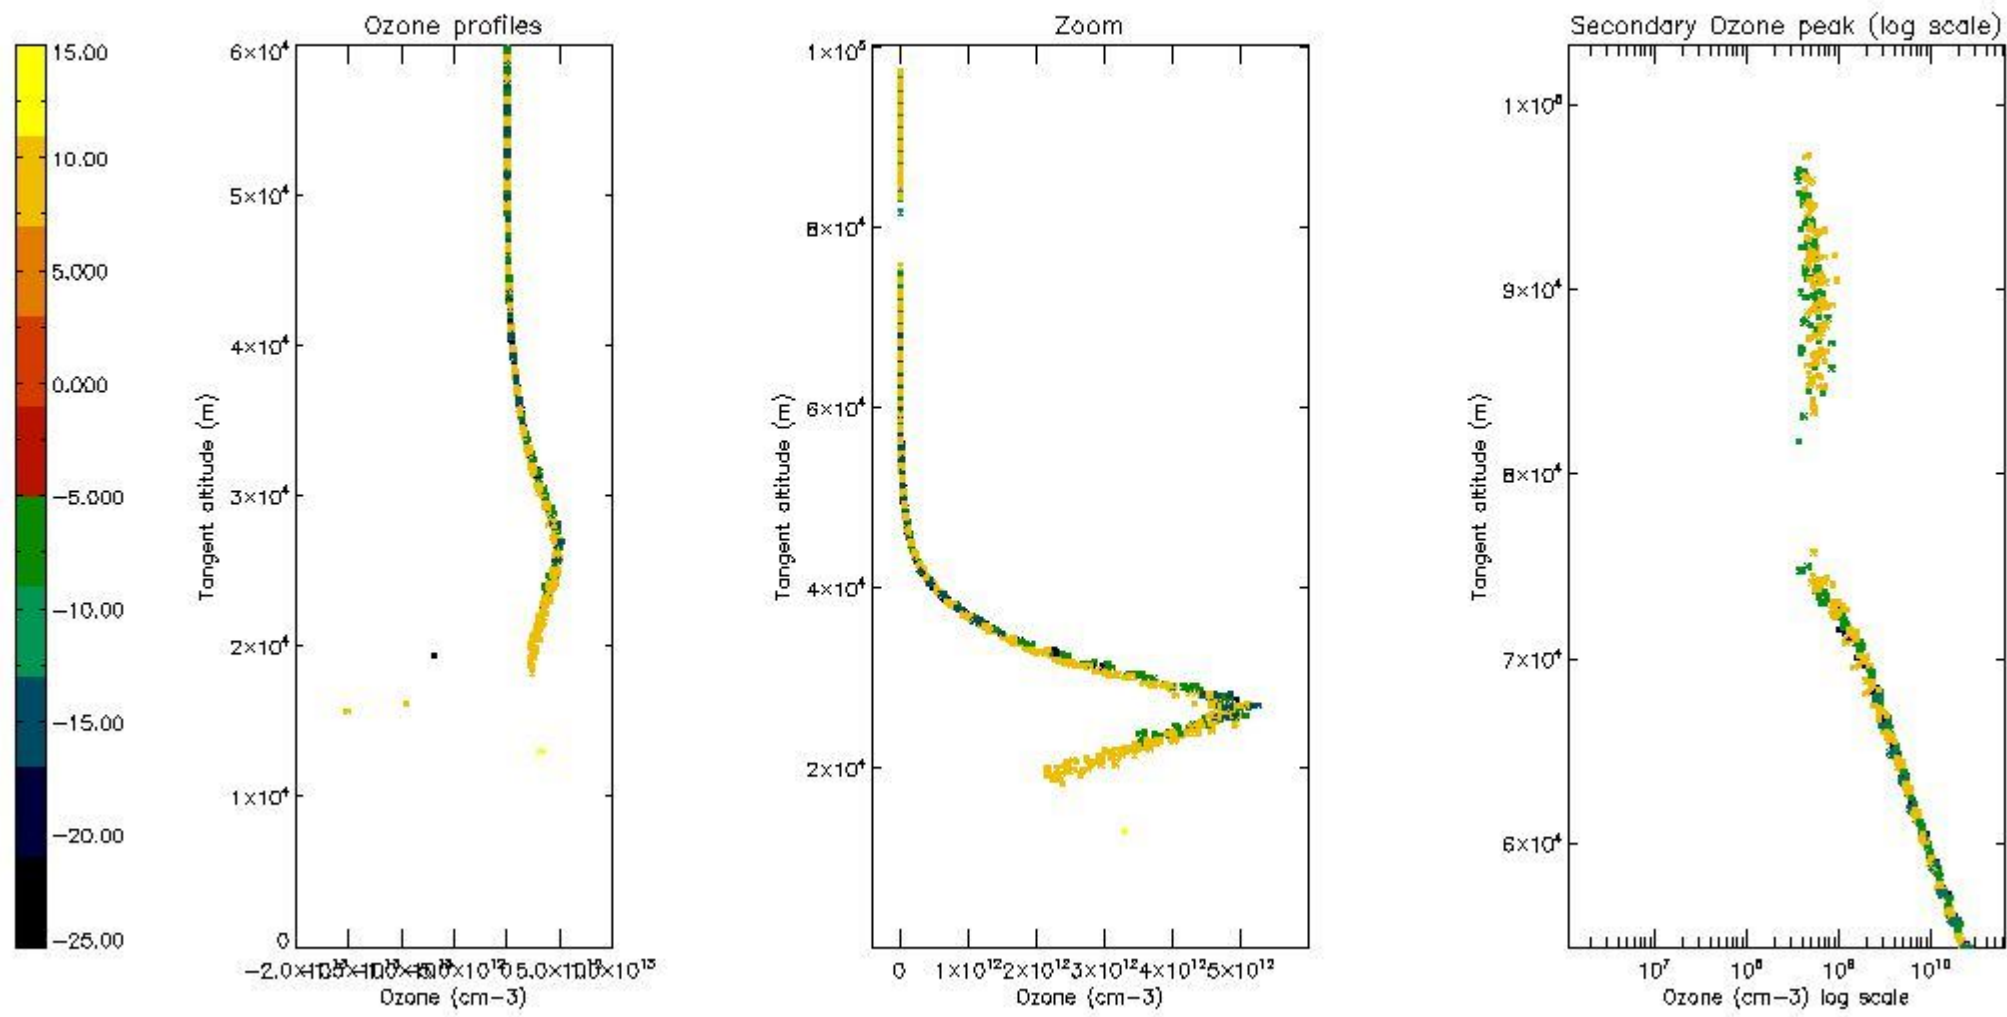 Ozone profiles
Zoom
Secondary Ozone peak (log scale)
15.00
10.00
5.000
0.000
−5.000
−10.00
−15.00
−20.00
−25.00
6×10⁴
5×10⁴
4×10⁴
3×10⁴
2×10⁴
1×10⁴
0
Tangent altitude (m)
5.0×10¹²
Ozone (cm−3)
1×10⁵
8×10⁴
6×10⁴
4×10⁴
2×10⁴
Tangent altitude (m)
0 1×10¹² 2×10¹² 3×10¹² 4×10¹² 5×10¹²
Ozone (cm−3)
1×10⁵
9×10⁴
8×10⁴
7×10⁴
6×10⁴
Tangent altitude (m)
10⁷ 10⁸ 10⁹ 10¹⁰
Ozone (cm−3) log scale